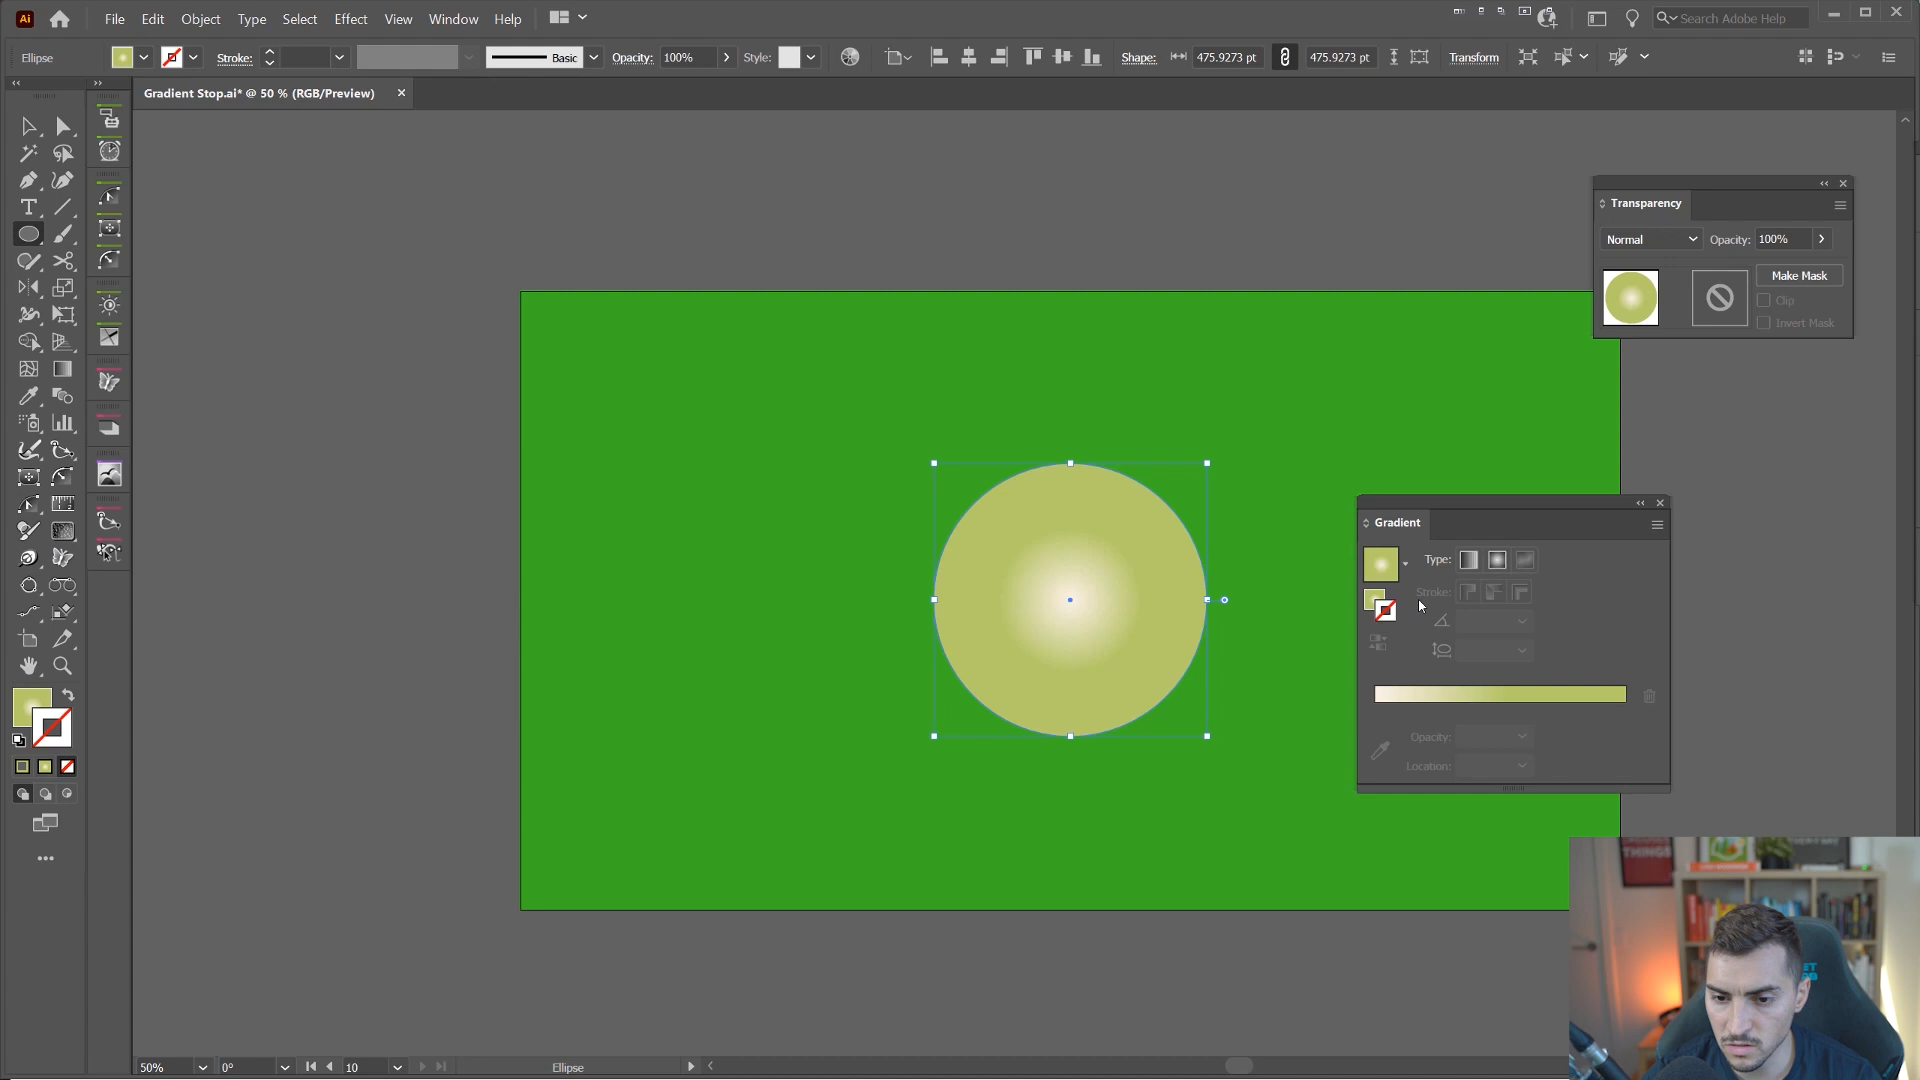 Ai File Edit Object Type Select Effect View Window Help Search Adobe Help
Ellipse Stroke: Basic Opacity: 100% Style: Shape: 475.9273 pt 475.9273 pt Transform
Gradient Stop.ai* @ 50 % (RGB/Preview)
Transparency
Normal Opacity: 100%
Make Mask
Clip
Invert Mask
Gradient
Type:
Stroke:
Opacity:
Location:
50% 0° 10 Ellipse